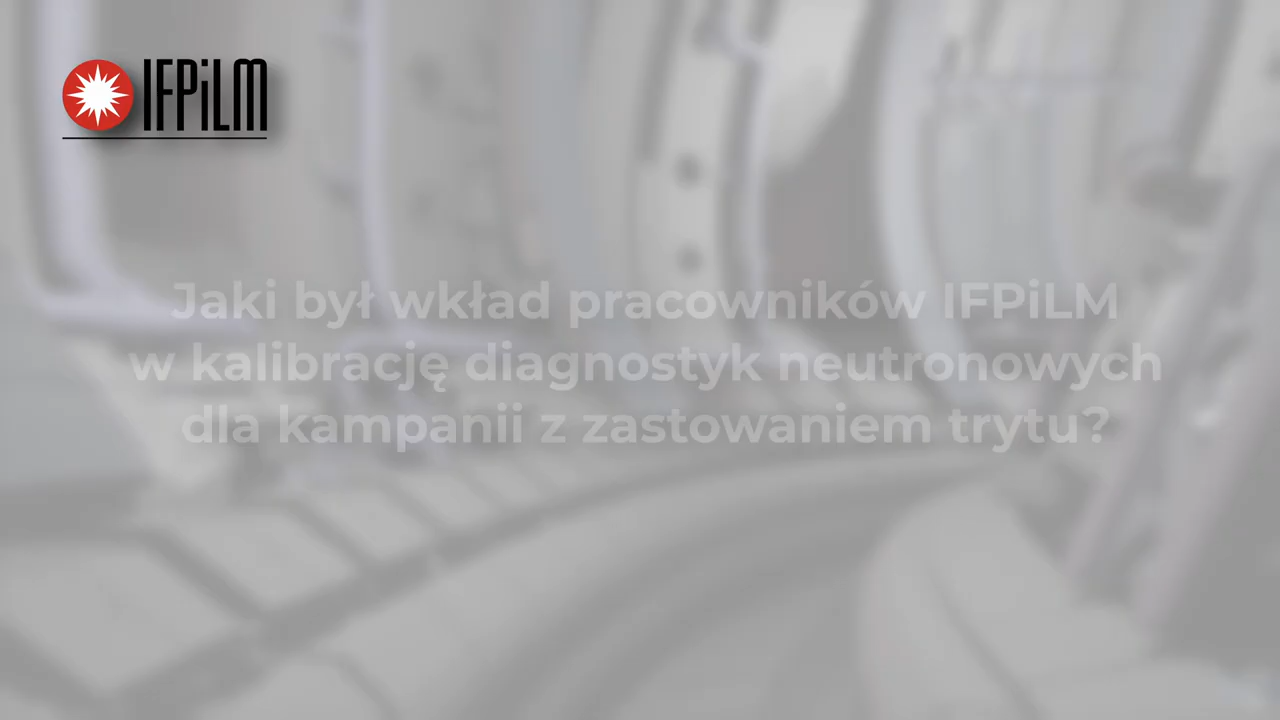 IFPiLM
Jaki był wkład pracowników IFPiLM
w kalibrację diagnostyk neutronowych
dla kampanii z zastowaniem trytu?